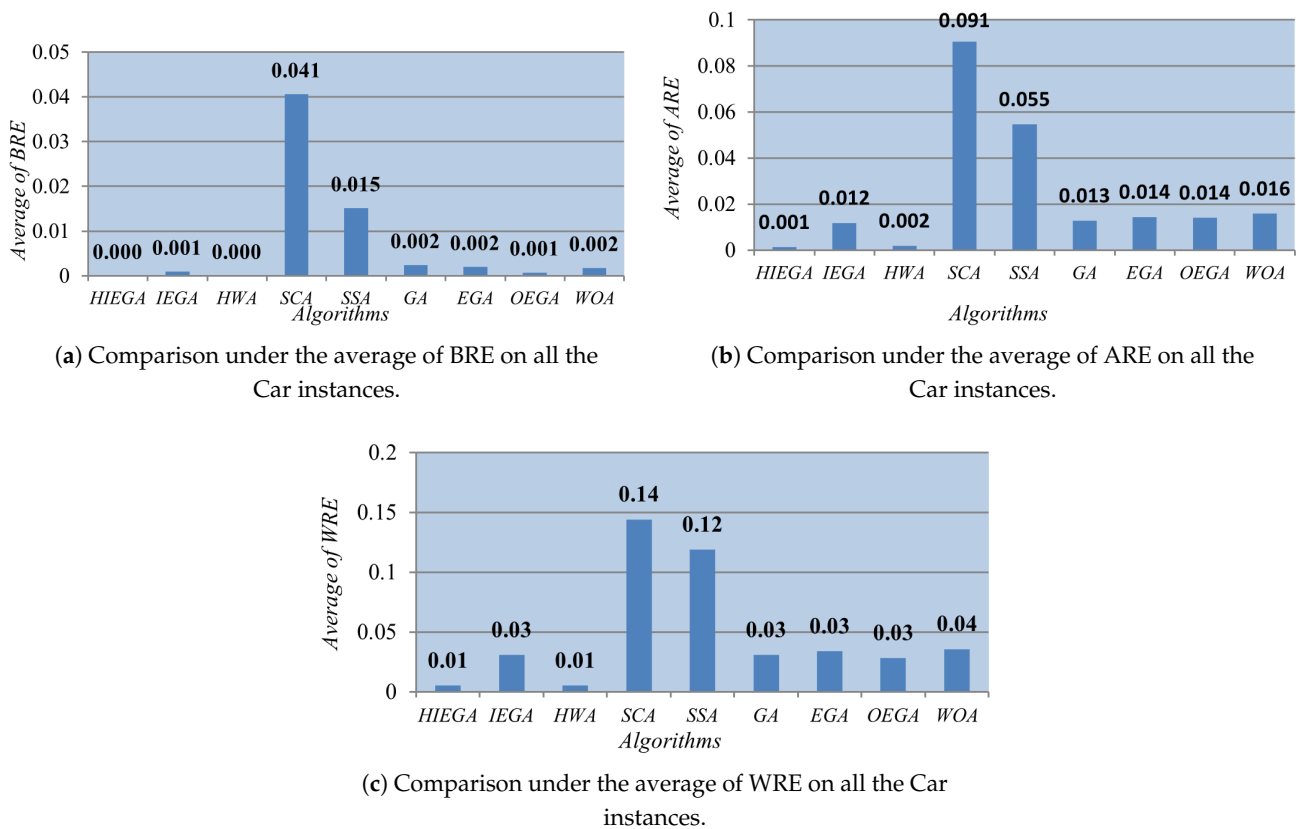 0.05
0.04
0.03
0.02
0.01
0
Average of BRE
0.000
0.001
0.000
0.041
0.015
0.002
0.002
0.001
0.002
HIEGA IEGA HWA SCA SSA GA EGA OEGA WOA
Algorithms
(a) Comparison under the average of BRE on all the
Car instances.
0.1
0.08
0.06
0.04
0.02
0
Average of ARE
0.001
0.012
0.002
0.091
0.055
0.013
0.014
0.014
0.016
HIEGA IEGA HWA SCA SSA GA EGA OEGA WOA
Algorithms
(b) Comparison under the average of ARE on all the
Car instances.
0.2
0.15
0.1
0.05
0
Average of WRE
0.01
0.03
0.01
0.14
0.12
0.03
0.03
0.03
0.04
HIEGA IEGA HWA SCA SSA GA EGA OEGA WOA
Algorithms
(c) Comparison under the average of WRE on all the Car
instances.